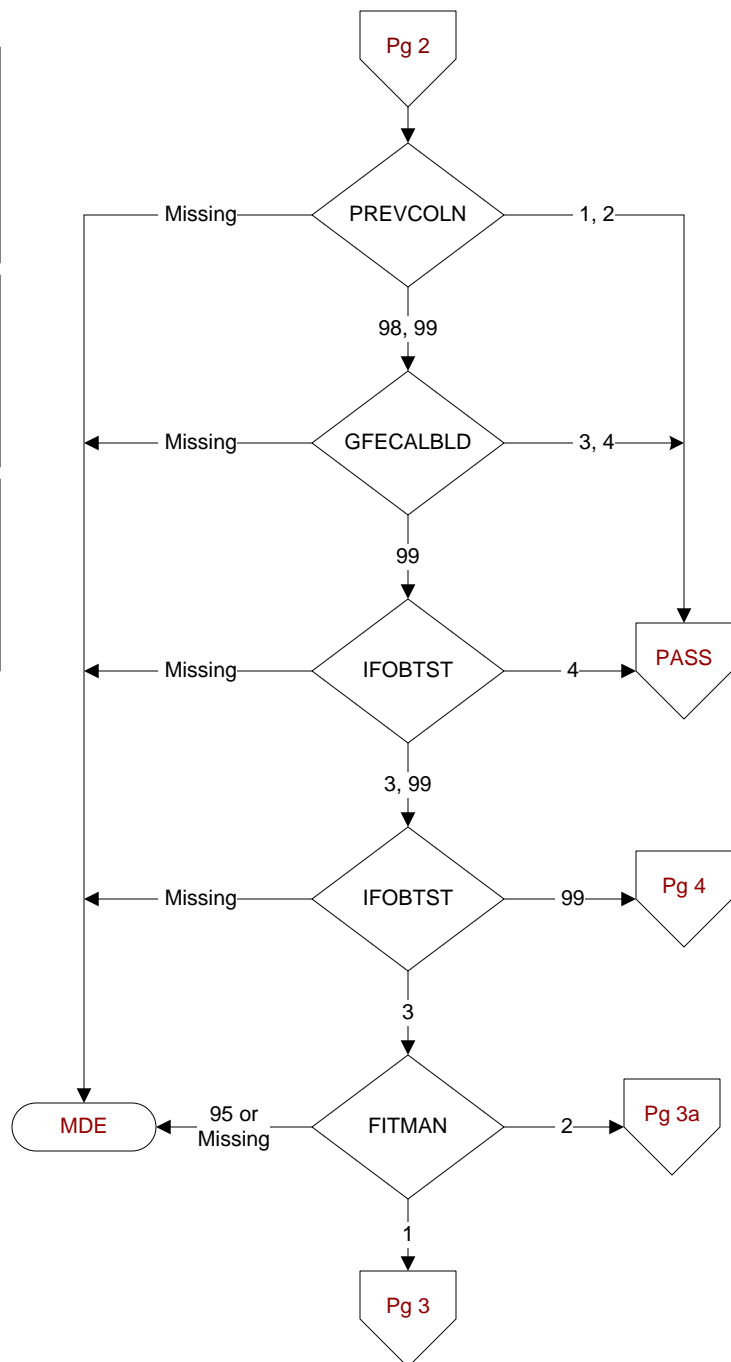 Pg 2
PREVCOLN
Missing
1, 2
98, 99
GFECALBLD
Missing
3, 4
99
IFOBTST
Missing
4
PASS
3, 99
IFOBTST
Missing
99
Pg 4
3
FITMAN
MDE
95 or
Missing
2
Pg 3a
1
Pg 3